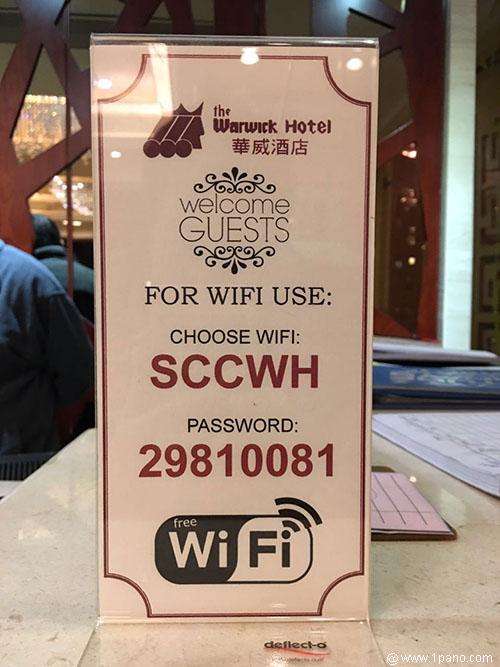 the
Warwick Hotel
華威酒店
welcome
GUESTS
FOR WIFI USE:
CHOOSE WIFI:
SCCWH
PASSWORD:
29810081
free
WiFi
deflect-o
@ www.1pano.com